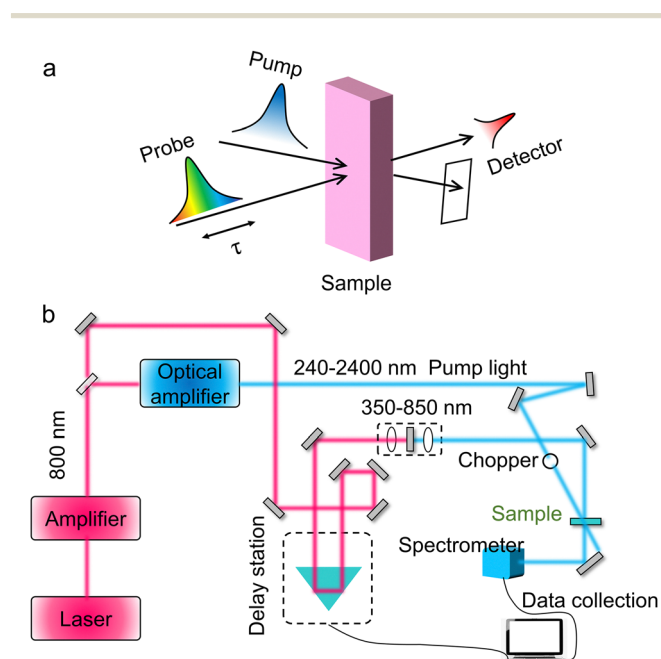 a
Pump
Probe
Detector
τ
Sample
b
800 nm
Optical
amplifier
240-2400 nm Pump light
350-850 nm
Chopper
Amplifier
Sample
Spectrometer
Delay station
Data collection
Laser